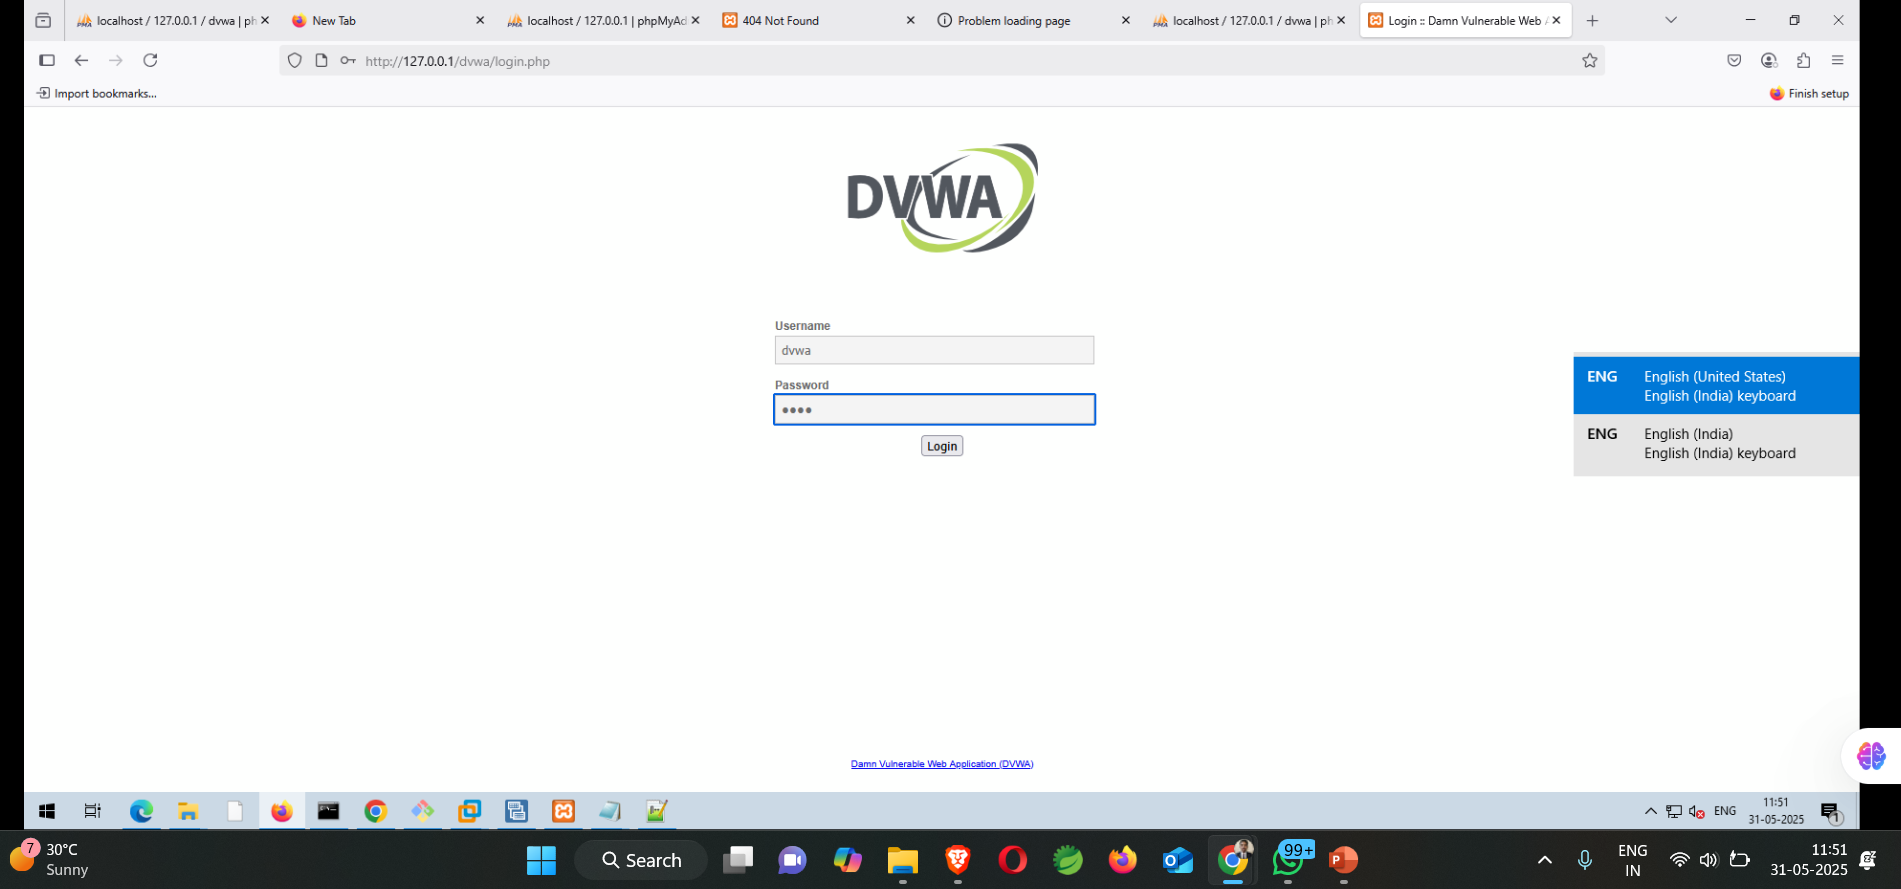 localhost / 127.0.0.1 / dvwa | ph
New Tab
localhost / 127.0.0.1 | phpMyAd
404 Not Found
Problem loading page
localhost / 127.0.0.1 / dvwa | ph
Login :: Damn Vulnerable Web A
http://127.0.0.1/dvwa/login.php
Import bookmarks...
Finish setup
DVWA
Username
dvwa
Password
••••
Login
ENG English (United States)
English (India) keyboard
ENG English (India)
English (India) keyboard
Damn Vulnerable Web Application (DVWA)
ENG
11:51
31-05-2025
1
7
30°C
Sunny
Search
99+
ENG
IN
11:51
31-05-2025